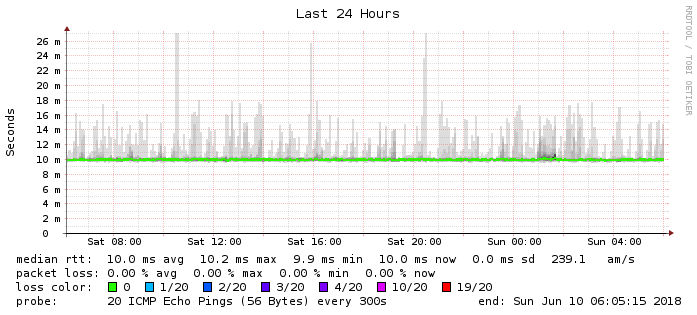 Last 24 Hours
RRDTOOL / TOBI OETIKER
Seconds
26 m
24 m
22 m
20 m
18 m
16 m
14 m
12 m
10 m
8 m
6 m
4 m
2 m
0
Sat 08:00 Sat 12:00 Sat 16:00 Sat 20:00 Sun 00:00 Sun 04:00
median rtt: 10.0 ms avg 10.2 ms max 9.9 ms min 10.0 ms now 0.0 ms sd 239.1 am/s
packet loss: 0.00 % avg 0.00 % max 0.00 % min 0.00 % now
loss color: 0 1/20 2/20 3/20 4/20 10/20 19/20
probe: 20 ICMP Echo Pings (56 Bytes) every 300s end: Sun Jun 10 06:05:15 2018